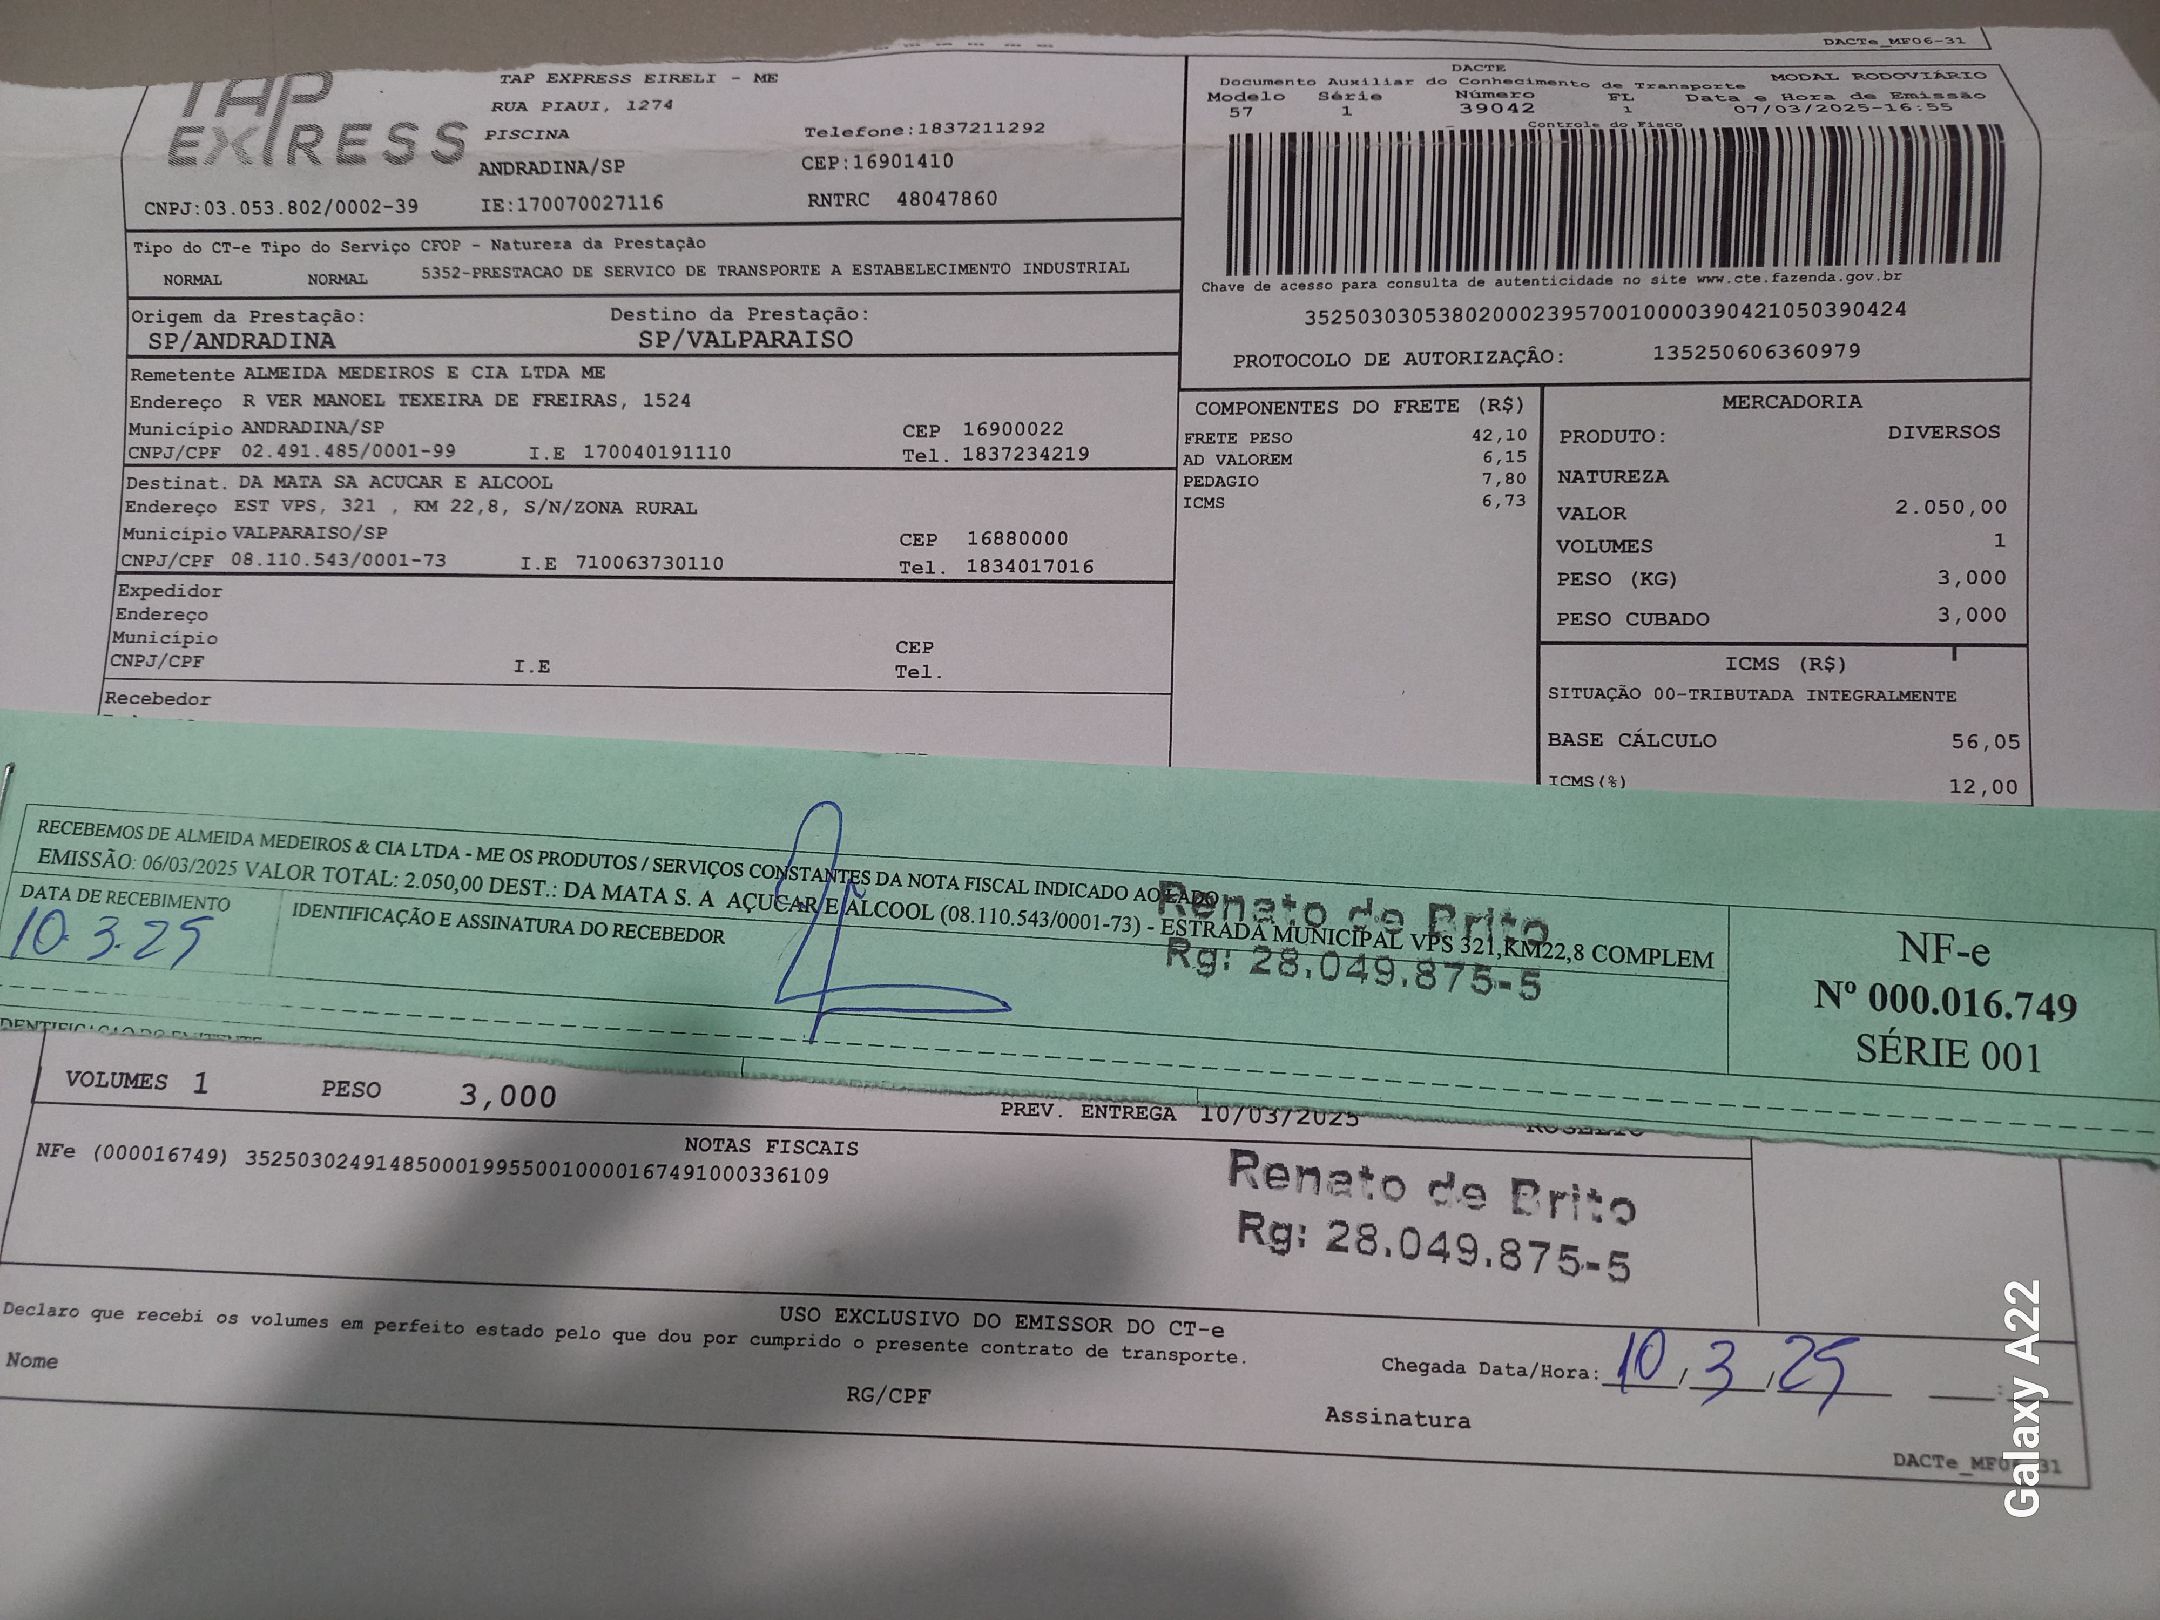 DACTe_MF06-31
TAP EXPRESS
TAP EXPRESS EIRELI - ME
RUA PIAUI, 1274
PISCINA Telefone:1837211292
ANDRADINA/SP CEP:16901410
CNPJ:03.053.802/0002-39 IE:170070027116 RNTRC 48047860
DACTE
Documento Auxiliar do Conhecimento de Transporte MODAL RODOVIÁRIO
Modelo Série Número FL Data e Hora de Emissão
57 1 39042 1 07/03/2025-16:55
Controle do Fisco
Chave de acesso para consulta de autenticidade no site www.cte.fazenda.gov.br
35250303053802000239570010000390421050390424
PROTOCOLO DE AUTORIZAÇÃO: 135250606360979
Tipo do CT-e Tipo do Serviço CFOP - Natureza da Prestação
NORMAL NORMAL 5352-PRESTACAO DE SERVICO DE TRANSPORTE A ESTABELECIMENTO INDUSTRIAL
Origem da Prestação: Destino da Prestação:
SP/ANDRADINA SP/VALPARAISO
Remetente ALMEIDA MEDEIROS E CIA LTDA ME
Endereço R VER MANOEL TEXEIRA DE FREIRAS, 1524
Município ANDRADINA/SP CEP 16900022
CNPJ/CPF 02.491.485/0001-99 I.E 170040191110 Tel. 1837234219
Destinat. DA MATA SA ACUCAR E ALCOOL
Endereço EST VPS, 321 , KM 22,8, S/N/ZONA RURAL
Município VALPARAISO/SP CEP 16880000
CNPJ/CPF 08.110.543/0001-73 I.E 710063730110 Tel. 1834017016
Expedidor
Endereço
Município CEP
CNPJ/CPF I.E Tel.
Recebedor
COMPONENTES DO FRETE (R$)
FRETE PESO 42,10
AD VALOREM 6,15
PEDAGIO 7,80
ICMS 6,73
MERCADORIA
PRODUTO: DIVERSOS
NATUREZA
VALOR 2.050,00
VOLUMES 1
PESO (KG) 3,000
PESO CUBADO 3,000
ICMS (R$)
SITUAÇÃO 00-TRIBUTADA INTEGRALMENTE
BASE CÁLCULO 56,05
ICMS(%) 12,00
RECEBEMOS DE ALMEIDA MEDEIROS & CIA LTDA - ME OS PRODUTOS / SERVIÇOS CONSTANTES DA NOTA FISCAL INDICADO AO LADO
EMISSÃO: 06/03/2025 VALOR TOTAL: 2.050,00 DEST.: DA MATA S. A AÇUCAR E ALCOOL (08.110.543/0001-73) - ESTRADA MUNICIPAL VPS 321,KM22,8 COMPLEM
DATA DE RECEBIMENTO IDENTIFICAÇÃO E ASSINATURA DO RECEBEDOR
10.3.25
Renato de Brito
Rg: 28.049.875-5
NF-e
Nº 000.016.749
SÉRIE 001
IDENTIFICAÇÃO DO EMITENTE
VOLUMES 1 PESO 3,000 PREV. ENTREGA 10/03/2025
NOTAS FISCAIS
NFe (000016749) 35250302491485000199550010000167491000336109
Renato de Brito
Rg: 28.049.875-5
USO EXCLUSIVO DO EMISSOR DO CT-e
Declaro que recebi os volumes em perfeito estado pelo que dou por cumprido o presente contrato de transporte.
Nome RG/CPF Chegada Data/Hora: 10/3/25 :
Assinatura
DACTe_MF06-31
Galaxy A22